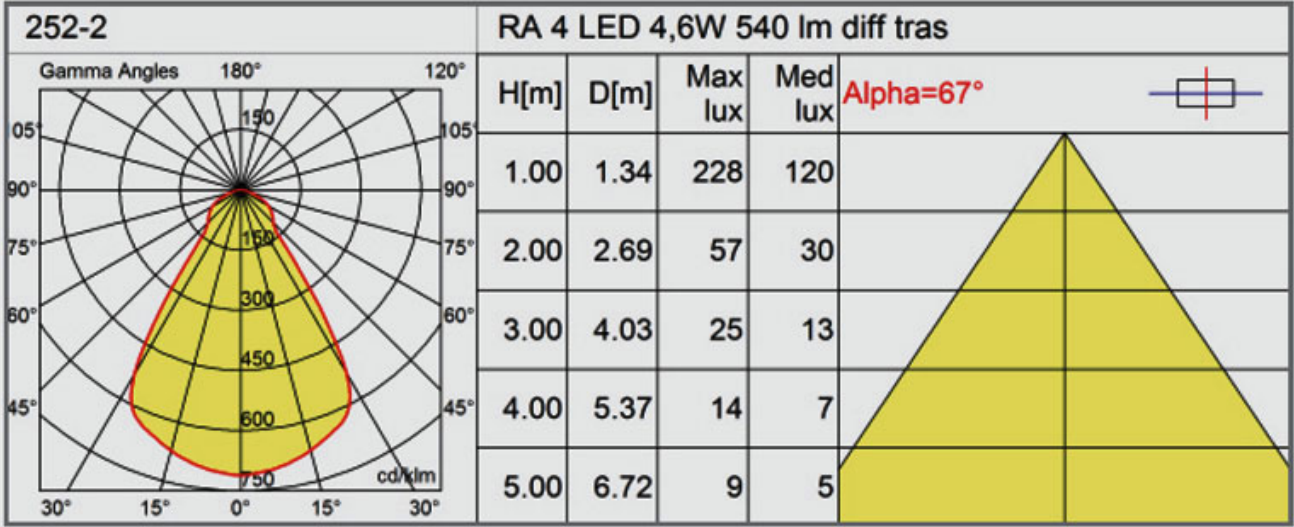 252-2
RA 4 LED 4,6W 540 lm diff tras
Gamma Angles 180° 120°
05° 105°
90° 90°
75° 75°
60° 60°
45° 45°
30° 15° 0° 15° 30°
150
150
300
450
600
750
cd/klm
H[m] D[m] Max lux Med lux Alpha=67°
1.00 1.34 228 120
2.00 2.69 57 30
3.00 4.03 25 13
4.00 5.37 14 7
5.00 6.72 9 5